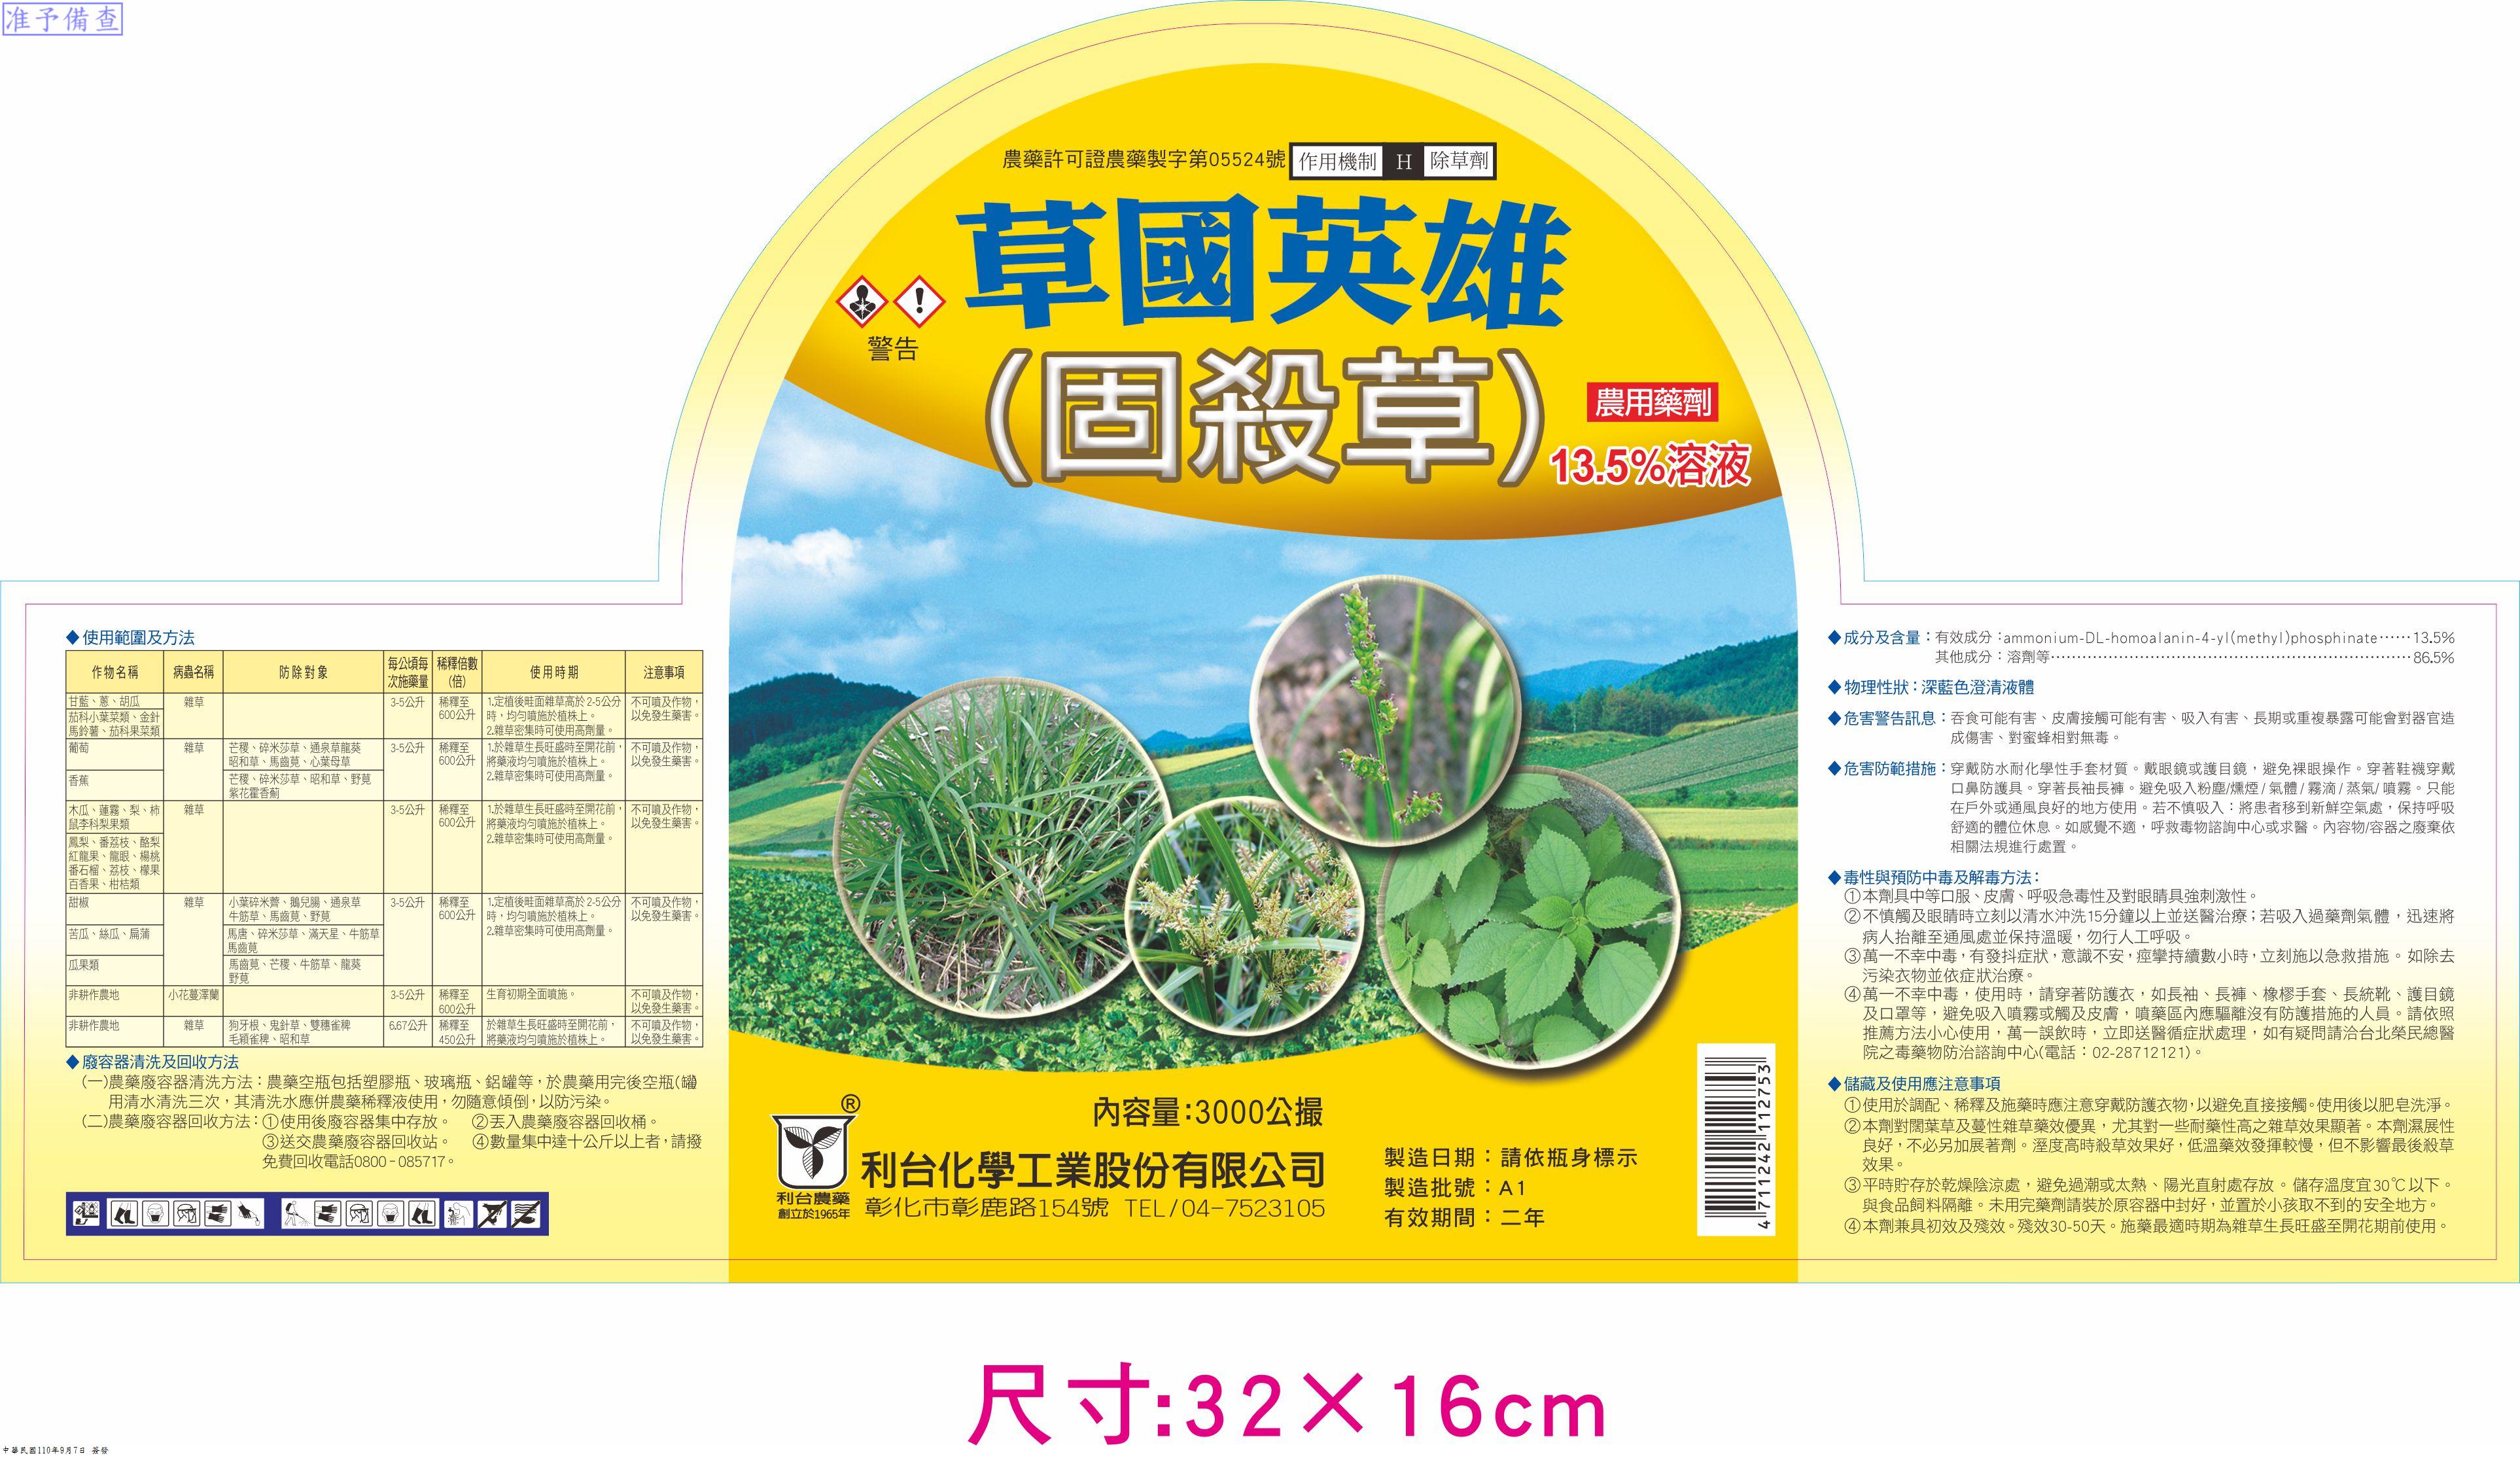 准予備查
農藥許可證農藥製字第05524號 作用機制 H 除草劑
草國英雄
警告
(固殺草)
農用藥劑
13.5%溶液
◆使用範圍及方法
作物名稱 病蟲名稱 防除對象 每公頃每次施藥量 稀釋倍數(倍) 使用時期 注意事項
甘藍、蔥、胡瓜 雜草 3-5公升 稀釋至 1.定植後畦面雜草高於2-5公分 不可噴及作物，
茄科小葉菜類、金針 600公升 時，均勻噴施於植株上。 以免發生藥害。
馬鈴薯、茄科果菜類 2.雜草密集時可使用高劑量。
葡萄 雜草 芒稷、碎米莎草、通泉草龍葵 3-5公升 稀釋至 1.於雜草生長旺盛時至開花前， 不可噴及作物，
昭和草、馬齒莧、心葉母草 600公升 將藥液均勻噴施於植株上。 以免發生藥害。
香蕉 芒稷、碎米莎草、昭和草、野莧 2.雜草密集時可使用高劑量。
紫花霍香薊
木瓜、蓮霧、梨、柿 雜草 3-5公升 稀釋至 1.於雜草生長旺盛時至開花前， 不可噴及作物，
鼠李科梨果類 600公升 將藥液均勻噴施於植株上。 以免發生藥害。
鳳梨、番荔枝、酪梨 2.雜草密集時可使用高劑量。
紅龍果、龍眼、楊桃
番石榴、荔枝、檬果
百香果、柑桔類
甜椒 雜草 小葉碎米薺、鵝兒腸、通泉草 3-5公升 稀釋至 1.定植後畦面雜草高於2-5公分 不可噴及作物，
牛筋草、馬齒莧、野莧 600公升 時，均勻噴施於植株上。 以免發生藥害。
苦瓜、絲瓜、扁蒲 馬唐、碎米莎草、滿天星、牛筋草 2.雜草密集時可使用高劑量。
馬齒莧
瓜果類 馬齒莧、芒稷、牛筋草、龍葵
野莧
非耕作農地 小花蔓澤蘭 3-5公升 稀釋至 生育初期全面噴施。 不可噴及作物，
600公升 以免發生藥害。
非耕作農地 雜草 狗牙根、鬼針草、雙穗雀稗 6.67公升 稀釋至 於雜草生長旺盛時至開花前， 不可噴及作物，
毛穎雀稗、昭和草 450公升 將藥液均勻噴施於植株上。 以免發生藥害。
◆廢容器清洗及回收方法
(一)農藥廢容器清洗方法：農藥空瓶包括塑膠瓶、玻璃瓶、鋁罐等，於農藥用完後空瓶(罐)
用清水清洗三次，其清洗水應併農藥稀釋液使用，勿隨意傾倒，以防污染。
(二)農藥廢容器回收方法：①使用後廢容器集中存放。 ②丟入農藥廢容器回收桶。
③送交農藥廢容器回收站。 ④數量集中達十公斤以上者，請撥
免費回收電話0800-085717。
內容量:3000公撮
®
利台農藥
創立於1965年
利台化學工業股份有限公司
彰化市彰鹿路154號 TEL/04-7523105
製造日期：請依瓶身標示
製造批號：A1
有效期間：二年
4711242112753
◆成分及含量：有效成分：ammonium-DL-homoalanin-4-yl(methyl)phosphinate……13.5%
其他成分：溶劑等……86.5%
◆物理性狀：深藍色澄清液體
◆危害警告訊息：吞食可能有害、皮膚接觸可能有害、吸入有害、長期或重複暴露可能會對器官造
成傷害、對蜜蜂相對無毒。
◆危害防範措施：穿戴防水耐化學性手套材質。戴眼鏡或護目鏡，避免裸眼操作。穿著鞋襪穿戴
口鼻防護具。穿著長袖長褲。避免吸入粉塵/燻煙/氣體/霧滴/蒸氣/噴霧。只能
在戶外或通風良好的地方使用。若不慎吸入：將患者移到新鮮空氣處，保持呼吸
舒適的體位休息。如感覺不適，呼救毒物諮詢中心或求醫。內容物/容器之廢棄依
相關法規進行處置。
◆毒性與預防中毒及解毒方法：
①本劑具中等口服、皮膚、呼吸急毒性及對眼睛具強刺激性。
②不慎觸及眼睛時立刻以清水沖洗15分鐘以上並送醫治療；若吸入過藥劑氣體，迅速將
病人抬離至通風處並保持溫暖，勿行人工呼吸。
③萬一不幸中毒，有發抖症狀，意識不安，痙攣持續數小時，立刻施以急救措施。如除去
污染衣物並依症狀治療。
④萬一不幸中毒，使用時，請穿著防護衣，如長袖、長褲、橡膠手套、長統靴、護目鏡
及口罩等，避免吸入噴霧或觸及皮膚，噴藥區內應驅離沒有防護措施的人員。請依照
推薦方法小心使用，萬一誤飲時，立即送醫循症狀處理，如有疑問請洽台北榮民總醫
院之毒藥物防治諮詢中心(電話：02-28712121)。
◆儲藏及使用應注意事項
①使用於調配、稀釋及施藥時應注意穿戴防護衣物，以避免直接接觸。使用後以肥皂洗淨。
②本劑對闊葉草及蔓性雜草藥效優異，尤其對一些耐藥性高之雜草效果顯著。本劑濕展性
良好，不必另加展著劑。溼度高時殺草效果好，低溫藥效發揮較慢，但不影響最後殺草
效果。
③平時貯存於乾燥陰涼處，避免過潮或太熱、陽光直射處存放。儲存溫度宜30℃以下。
與食品飼料隔離。未用完藥劑請裝於原容器中封好，並置於小孩取不到的安全地方。
④本劑兼具初效及殘效。殘效30-50天。施藥最適時期為雜草生長旺盛至開花期前使用。
尺寸:32×16cm
中華民國110年9月7日 簽發